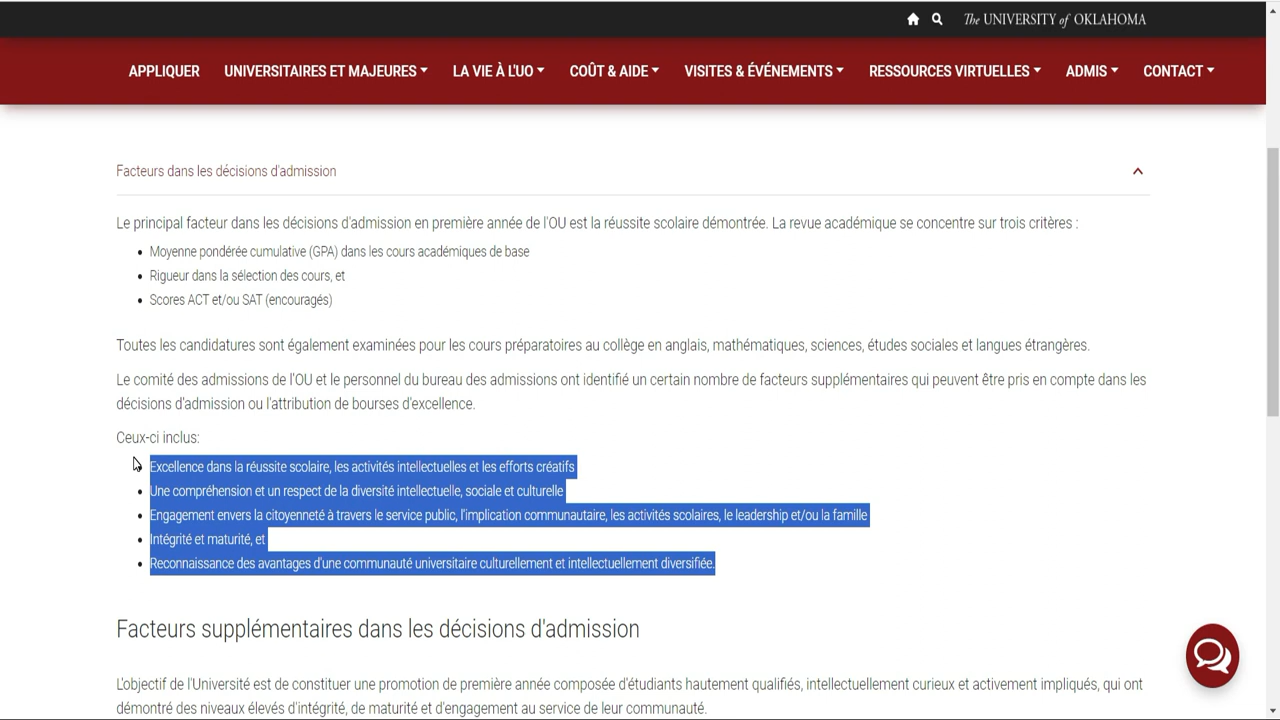 The UNIVERSITY of OKLAHOMA
APPLIQUER UNIVERSITAIRES ET MAJEURES LA VIE À L'UO COÛT & AIDE VISITES & ÉVÉNEMENTS RESSOURCES VIRTUELLES ADMIS CONTACT
Facteurs dans les décisions d'admission
Le principal facteur dans les décisions d'admission en première année de l'OU est la réussite scolaire démontrée. La revue académique se concentre sur trois critères :
• Moyenne pondérée cumulative (GPA) dans les cours académiques de base
• Rigueur dans la sélection des cours, et
• Scores ACT et/ou SAT (encouragés)
Toutes les candidatures sont également examinées pour les cours préparatoires au collège en anglais, mathématiques, sciences, études sociales et langues étrangères.
Le comité des admissions de l'OU et le personnel du bureau des admissions ont identifié un certain nombre de facteurs supplémentaires qui peuvent être pris en compte dans les
décisions d'admission ou l'attribution de bourses d'excellence.
Ceux-ci inclus:
• Excellence dans la réussite scolaire, les activités intellectuelles et les efforts créatifs
• Une compréhension et un respect de la diversité intellectuelle, sociale et culturelle
• Engagement envers la citoyenneté à travers le service public, l'implication communautaire, les activités scolaires, le leadership et/ou la famille
• Intégrité et maturité, et
• Reconnaissance des avantages d'une communauté universitaire culturellement et intellectuellement diversifiée.
Facteurs supplémentaires dans les décisions d'admission
L'objectif de l'Université est de constituer une promotion de première année composée d'étudiants hautement qualifiés, intellectuellement curieux et activement impliqués, qui ont
démontré des niveaux élevés d'intégrité, de maturité et d'engagement au service de leur communauté.